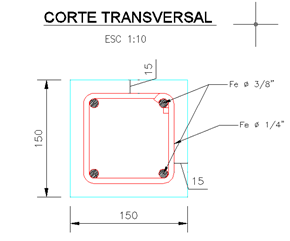 CORTE TRANSVERSAL
ESC 1:10
15
Fe ø 3/8"
Fe ø 1/4"
150
15
150